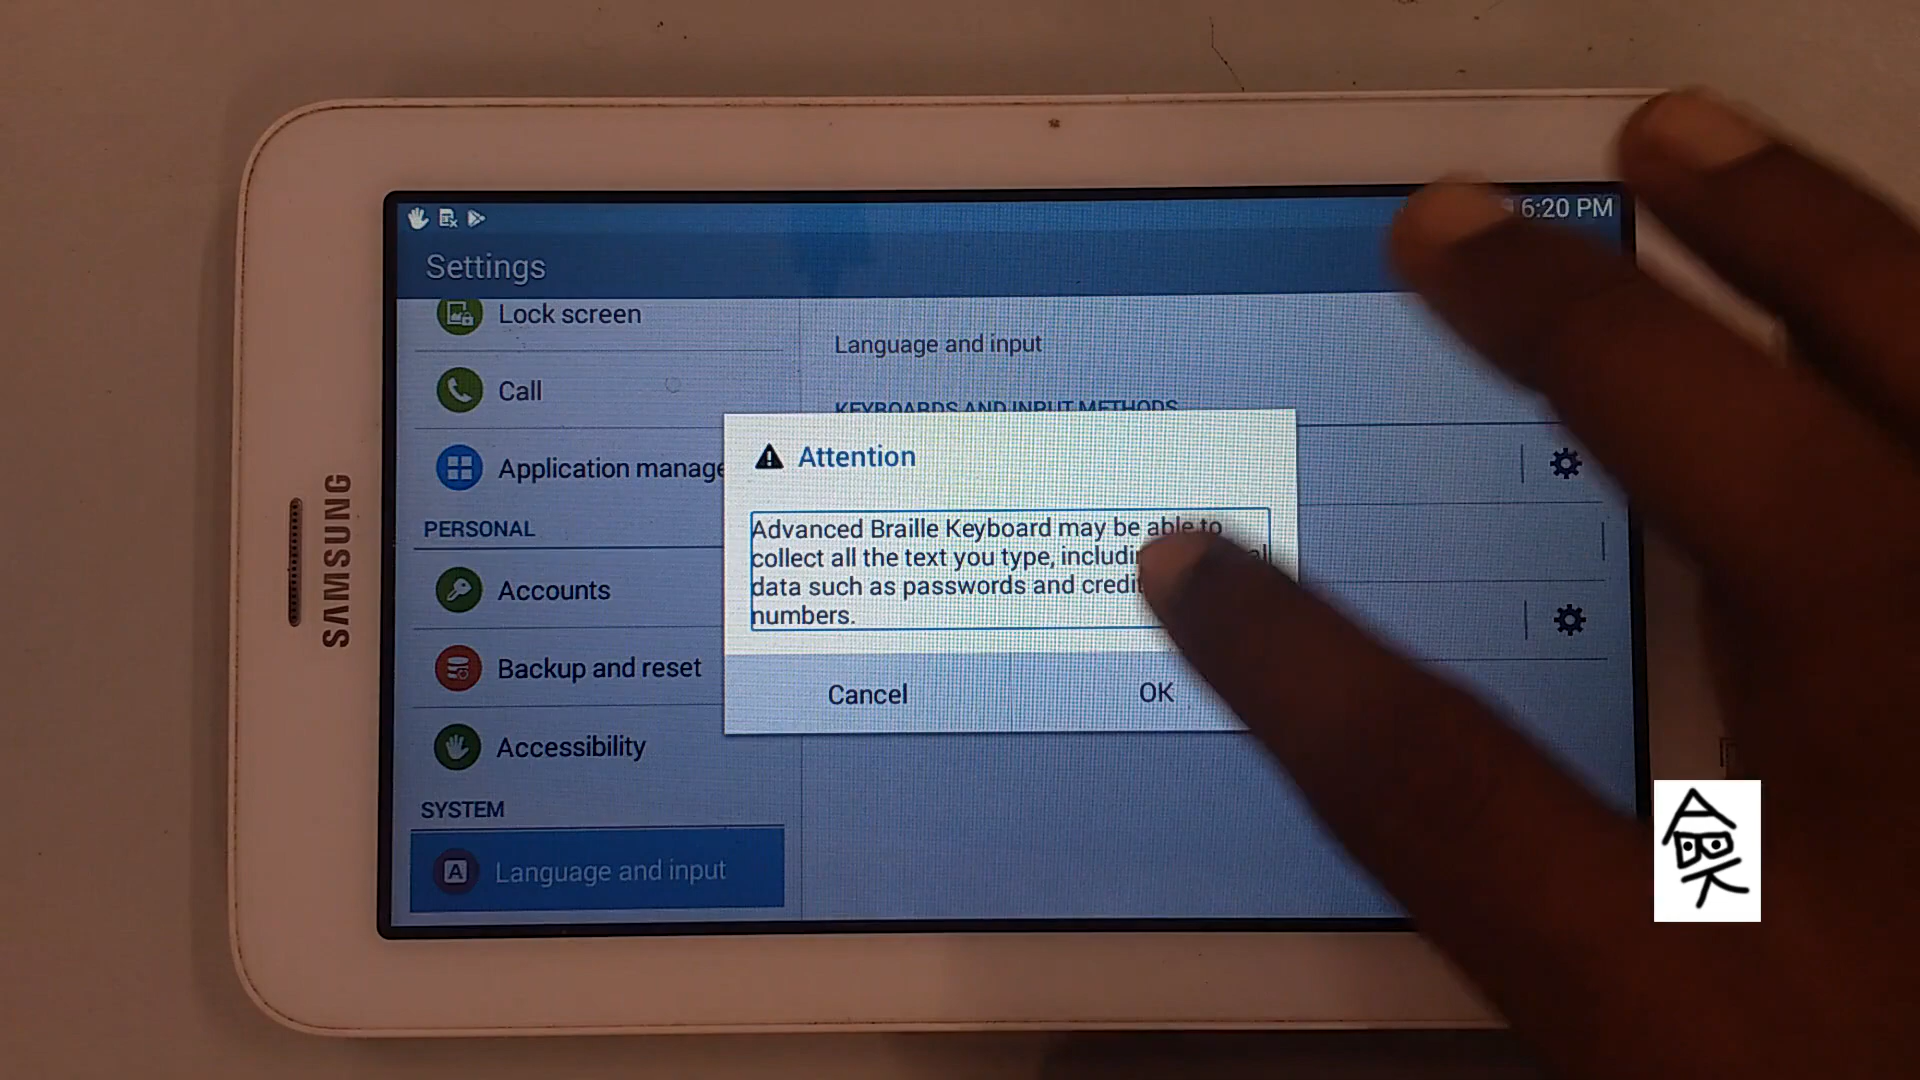 SAMSUNG
6:20 PM
Settings
Lock screen
Call
Application manage
PERSONAL
Accounts
Backup and reset
Accessibility
SYSTEM
A Language and input
Language and input
KEYBOARDS AND INPUT METHODS
Attention
Advanced Braille Keyboard may be able to
collect all the text you type,
data such as passwords and
numbers.
Cancel OK